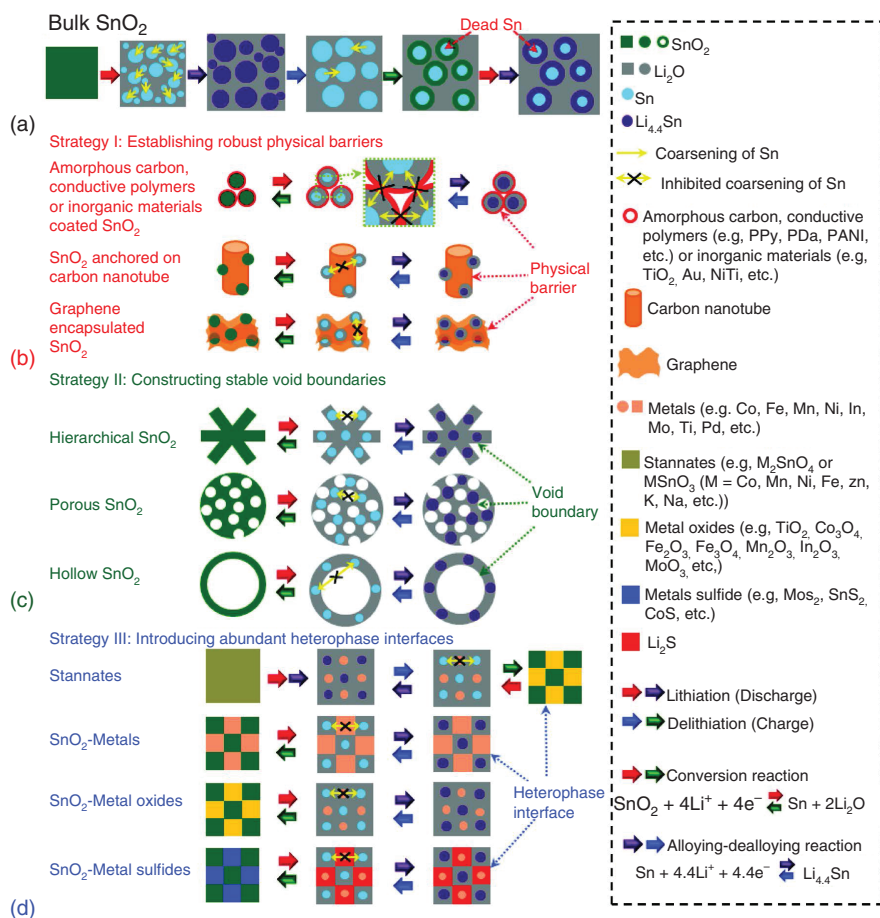 Bulk SnO₂
Dead Sn
(a)
Strategy I: Establishing robust physical barriers
Amorphous carbon,
conductive polymers
or inorganic materials
coated SnO₂
SnO₂ anchored on
carbon nanotube
Physical
barrier
Graphene
encapsulated
SnO₂
(b)
Strategy II: Constructing stable void boundaries
Hierarchical SnO₂
Porous SnO₂
Void
boundary
Hollow SnO₂
(c)
Strategy III: Introducing abundant heterophase interfaces
Stannates
SnO₂-Metals
Heterophase
interface
SnO₂-Metal oxides
SnO₂-Metal sulfides
(d)
SnO₂
Li₂O
Sn
Li₄.₄Sn
Coarsening of Sn
Inhibited coarsening of Sn
Amorphous carbon, conductive
polymers (e.g, PPy, PDa, PANI,
etc.) or inorganic materials (e.g,
TiO₂, Au, NiTi, etc.)
Carbon nanotube
Graphene
Metals (e.g. Co, Fe, Mn, Ni, In,
Mo, Ti, Pd, etc.)
Stannates (e.g, M₂SnO₄ or
MSnO₃ (M = Co, Mn, Ni, Fe, zn,
K, Na, etc.))
Metal oxides (e.g, TiO₂, Co₃O₄,
Fe₂O₃, Fe₃O₄, Mn₂O₃, In₂O₃,
MoO₃, etc,)
Metals sulfide (e.g, Mos₂, SnS₂,
CoS, etc.)
Li₂S
Lithiation (Discharge)
Delithiation (Charge)
Conversion reaction
SnO₂ + 4Li⁺ + 4e⁻ ⇄ Sn + 2Li₂O
Alloying-dealloying reaction
Sn + 4.4Li⁺ + 4.4e⁻ ⇄ Li₄.₄Sn